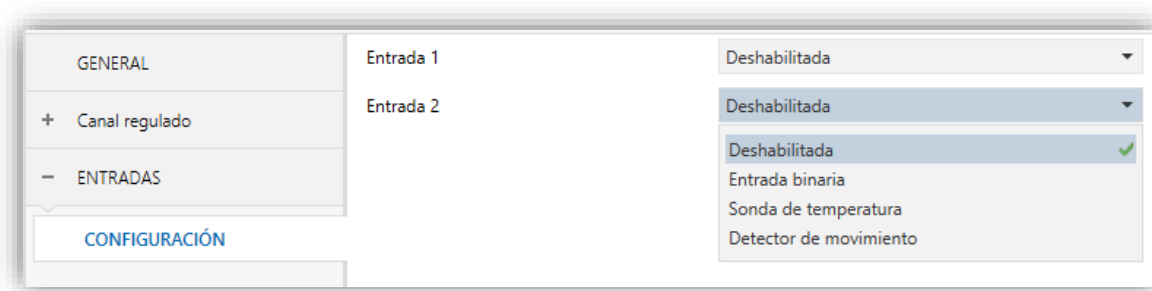 GENERAL
+ Canal regulado
− ENTRADAS
CONFIGURACIÓN
Entrada 1 Deshabilitada
Entrada 2 Deshabilitada
Deshabilitada
Entrada binaria
Sonda de temperatura
Detector de movimiento